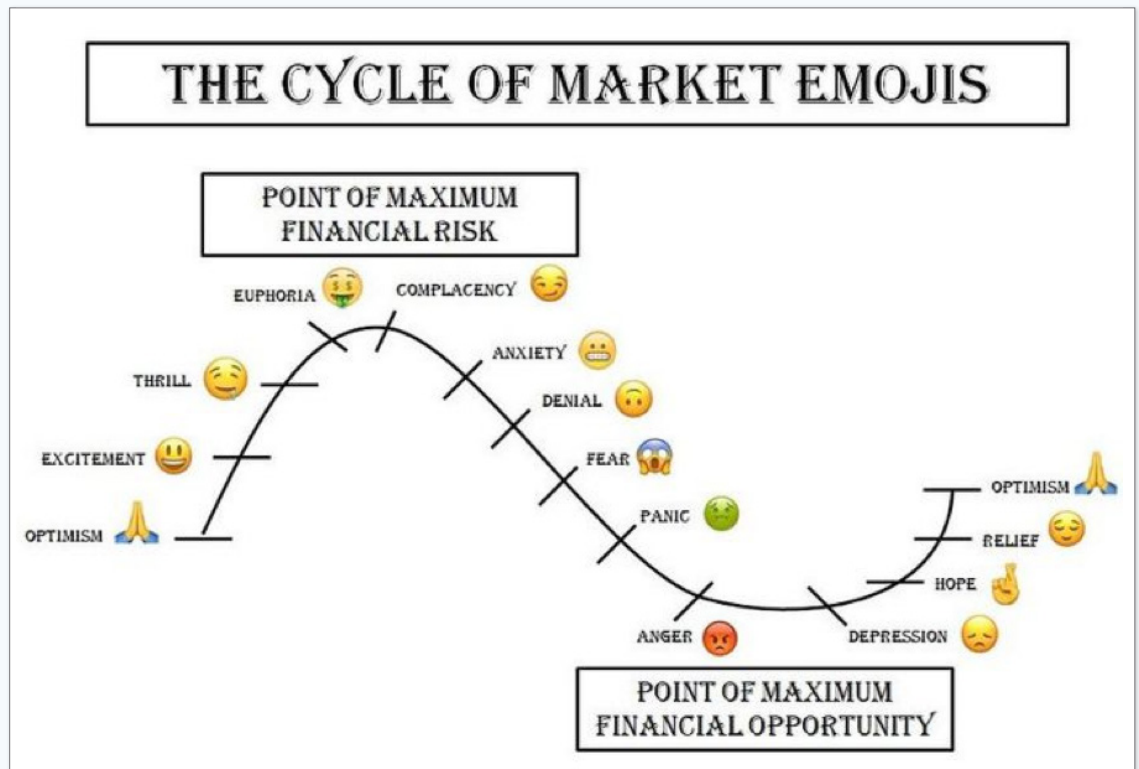 THE CYCLE OF MARKET EMOJIS
POINT OF MAXIMUM
FINANCIAL RISK
EUPHORIA
COMPLACENCY
THRILL
ANXIETY
DENIAL
EXCITEMENT
FEAR
OPTIMISM
PANIC
OPTIMISM
RELIEF
HOPE
ANGER
DEPRESSION
POINT OF MAXIMUM
FINANCIAL OPPORTUNITY